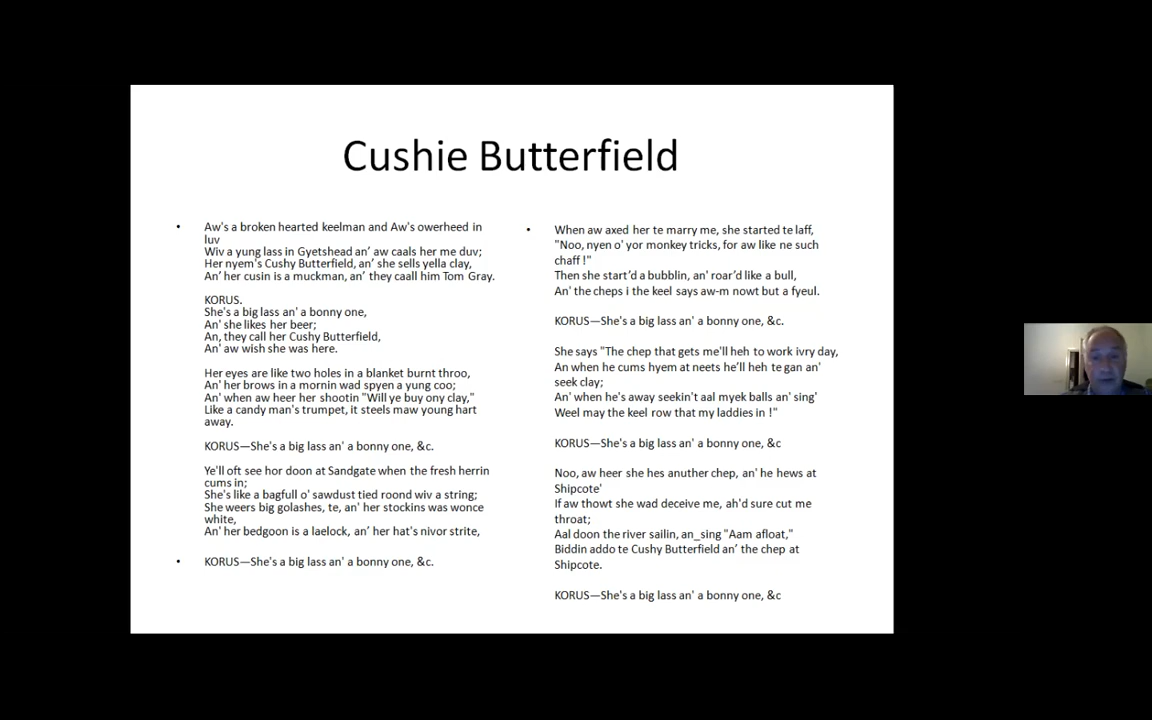 Cushie Butterfield
• Aw's a broken hearted keelman and Aw's owerheed in
luv
Wiv a yung lass in Gyetshead an' aw caals her me duv;
Her nyem's Cushy Butterfield, an' she sells yella clay,
An' her cusin is a muckman, an' they caall him Tom Gray.
KORUS.
She's a big lass an' a bonny one,
An' she likes her beer;
An, they call her Cushy Butterfield,
An' aw wish she was here.
Her eyes are like two holes in a blanket burnt throo,
An' her brows in a mornin wad spyen a yung coo;
An' when aw heer her shootin "Will ye buy ony clay,"
Like a candy man's trumpet, it steels maw young hart
away.
KORUS—She's a big lass an' a bonny one, &c.
Ye'll oft see hor doon at Sandgate when the fresh herrin
cums in;
She's like a bagfull o' sawdust tied roond wiv a string;
She weers big golashes, te, an' her stockins was wonce
white,
An' her bedgoon is a laelock, an' her hat's nivor strite,
• KORUS—She's a big lass an' a bonny one, &c.
• When aw axed her te marry me, she started te laff,
"Noo, nyen o' yor monkey tricks, for aw like ne such
chaff !"
Then she start'd a bubblin, an' roar'd like a bull,
An' the cheps i the keel says aw-m nowt but a fyeul.
KORUS—She's a big lass an' a bonny one, &c.
She says "The chep that gets me'll heh to work ivry day,
An when he cums hyem at neets he'll heh te gan an'
seek clay;
An' when he's away seekin't aal myek balls an' sing'
Weel may the keel row that my laddies in !"
KORUS—She's a big lass an' a bonny one, &c
Noo, aw heer she hes anuther chep, an' he hews at
Shipcote'
If aw thowt she wad deceive me, ah'd sure cut me
throat;
Aal doon the river sailin, an_sing "Aam afloat,"
Biddin addo te Cushy Butterfield an' the chep at
Shipcote.
KORUS—She's a big lass an' a bonny one, &c